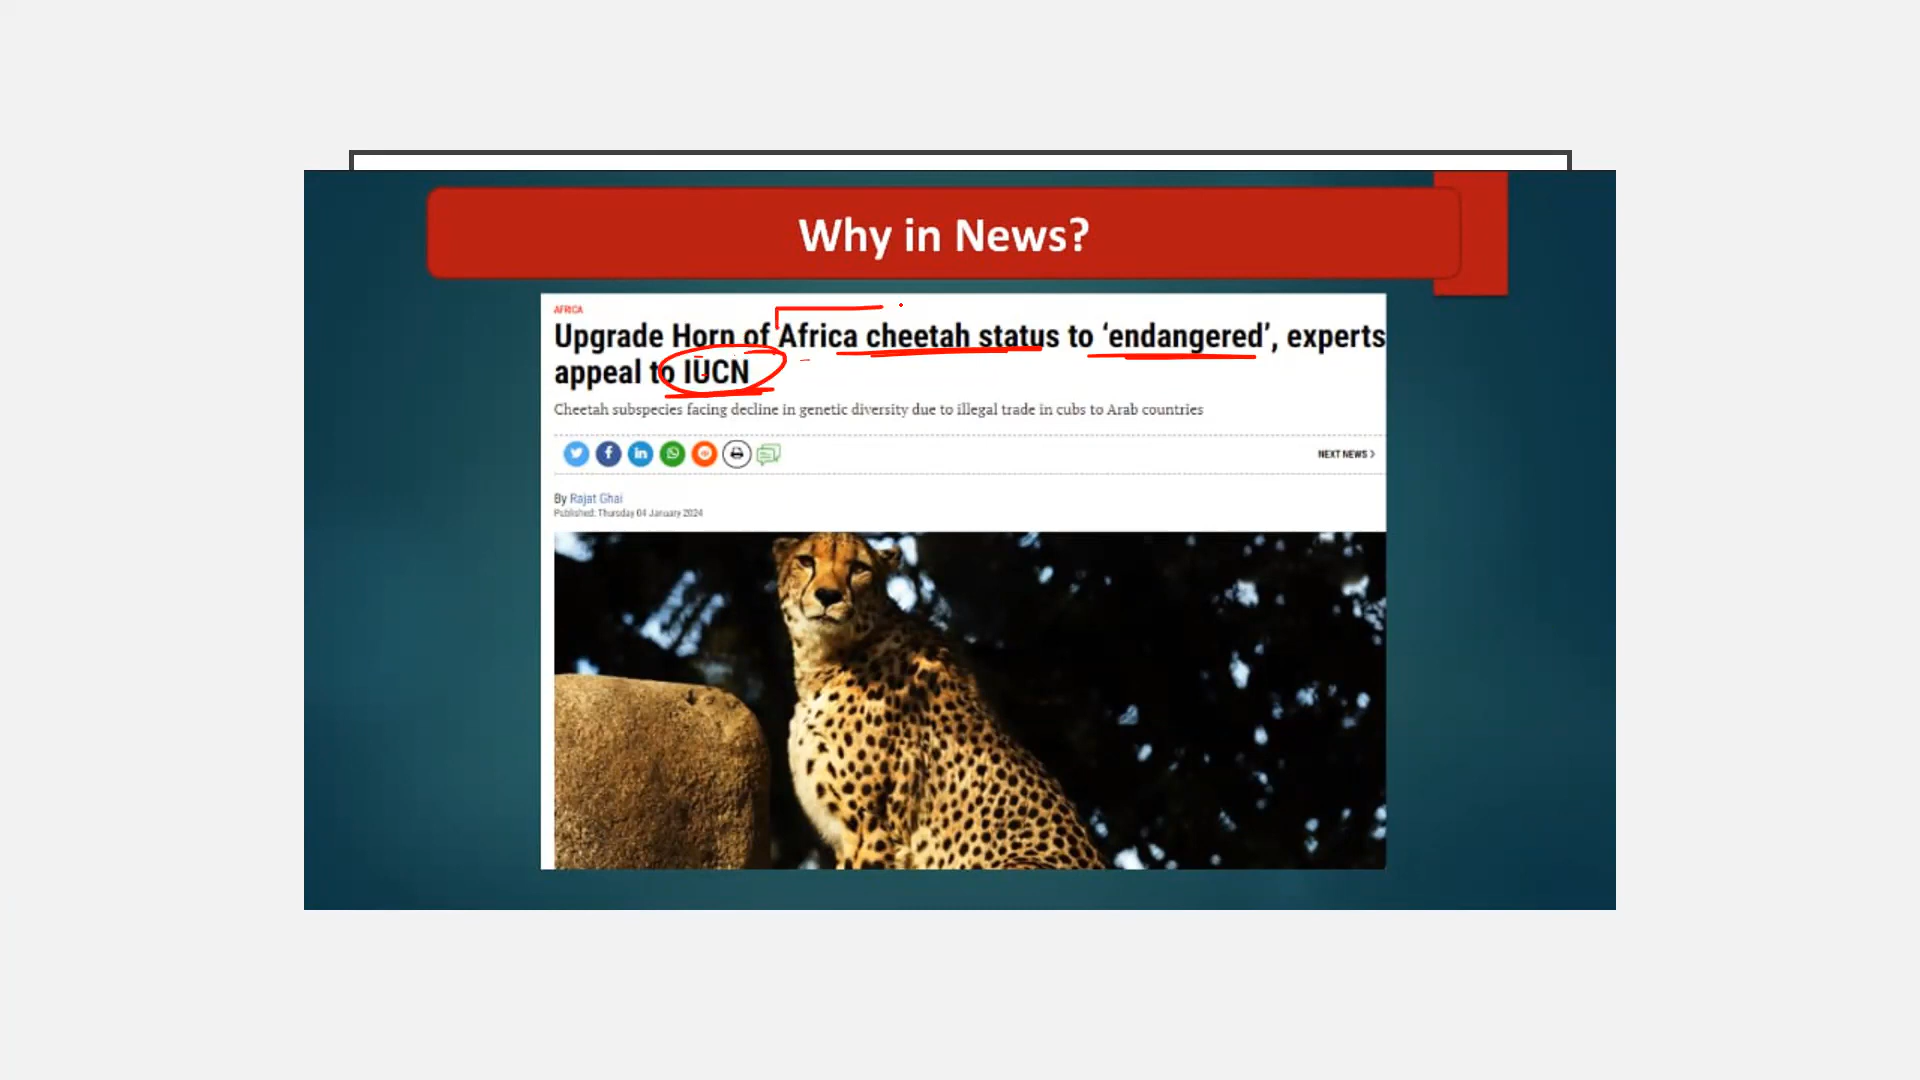 Why in News?
AFRICA
Upgrade Horn of Africa cheetah status to ‘endangered’, experts
appeal to IUCN
Cheetah subspecies facing decline in genetic diversity due to illegal trade in cubs to Arab countries
NEXT NEWS >
By Rajat Ghai
Published: Thursday 04 January 2024